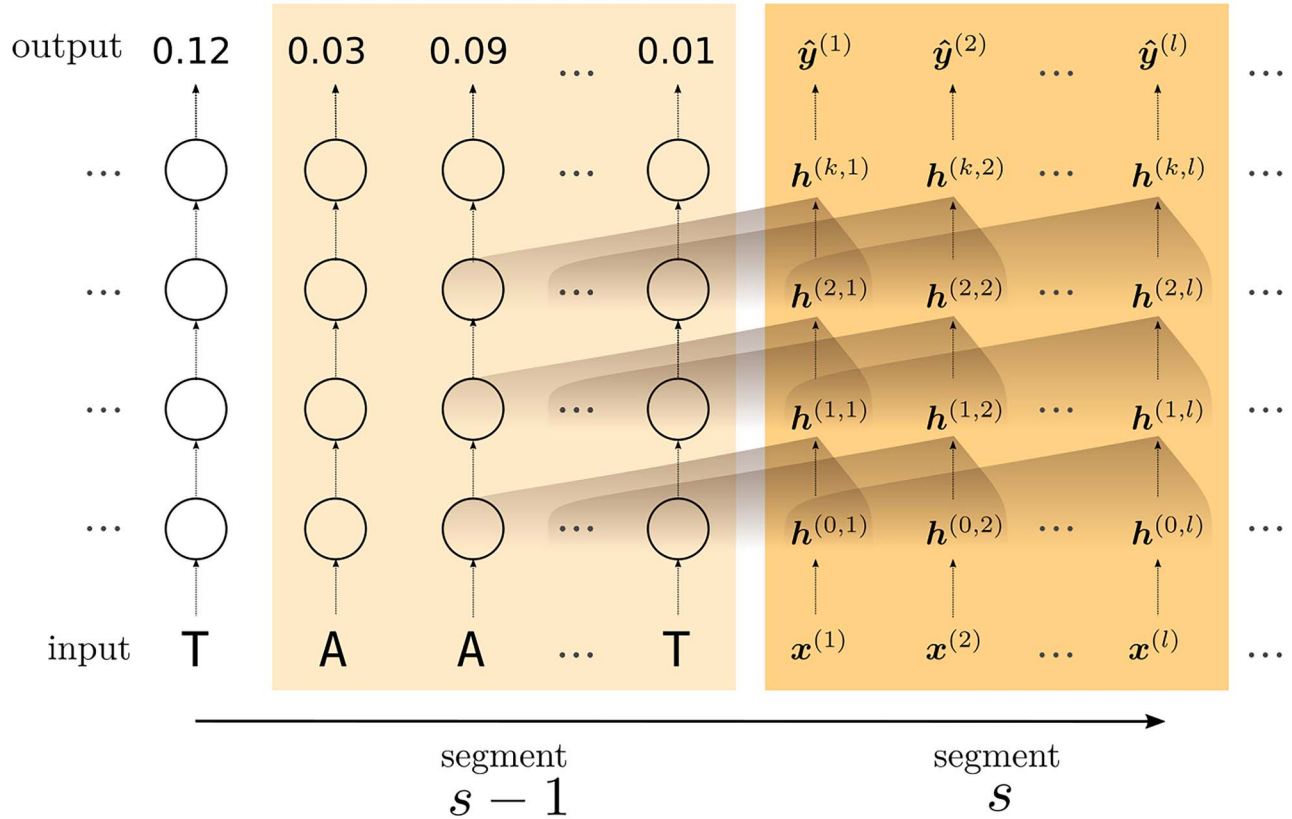 output 0.12 0.03 0.09 ... 0.01 ŷ⁽¹⁾ ŷ⁽²⁾ ... ŷ⁽ˡ⁾ ...
... ... h⁽ᵏ,¹⁾ h⁽ᵏ,²⁾ ... h⁽ᵏ,ˡ⁾ ...
... ... h⁽²,¹⁾ h⁽²,²⁾ ... h⁽²,ˡ⁾ ...
... ... h⁽¹,¹⁾ h⁽¹,²⁾ ... h⁽¹,ˡ⁾ ...
... ... h⁽⁰,¹⁾ h⁽⁰,²⁾ ... h⁽⁰,ˡ⁾ ...
input T A A ... T x⁽¹⁾ x⁽²⁾ ... x⁽ˡ⁾ ...
segment segment
s − 1 s